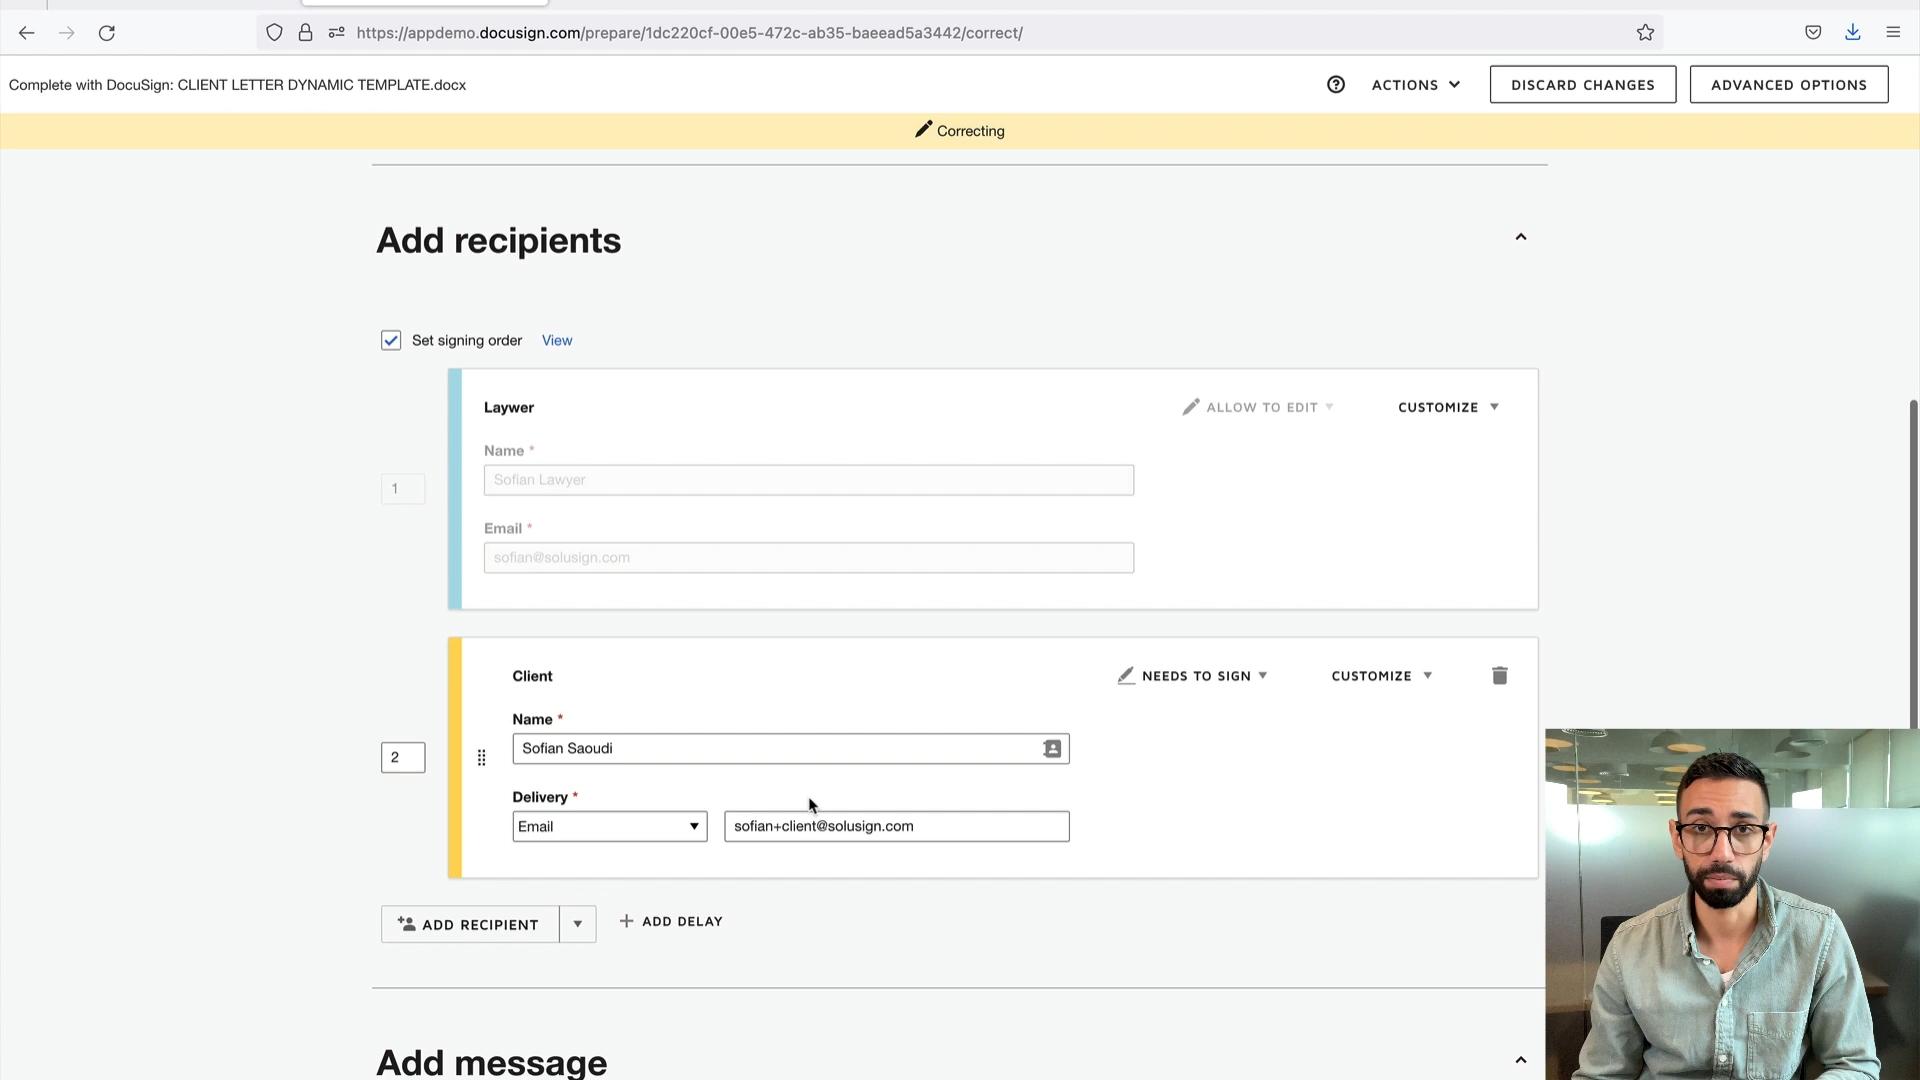 https://appdemo.docusign.com/prepare/1dc220cf-00e5-472c-ab35-baeead5a3442/correct/
Complete with DocuSign: CLIENT LETTER DYNAMIC TEMPLATE.docx
ACTIONS
DISCARD CHANGES
ADVANCED OPTIONS
Correcting
Add recipients
Set signing order View
Laywer
ALLOW TO EDIT
CUSTOMIZE
Name *
1
Sofian Lawyer
Email *
sofian@solusign.com
Client
NEEDS TO SIGN
CUSTOMIZE
Name *
2
Sofian Saoudi
Delivery *
Email
sofian+client@solusign.com
ADD RECIPIENT
+ ADD DELAY
Add message